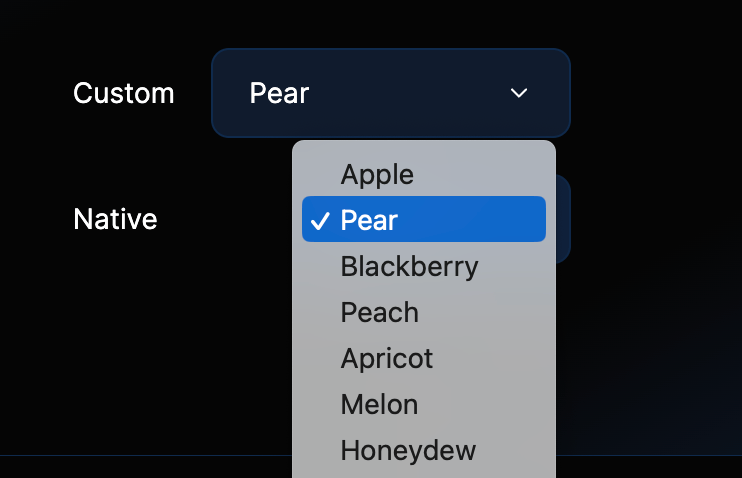 Custom Pear
Apple
Native
Pear
Blackberry
Peach
Apricot
Melon
Honeydew